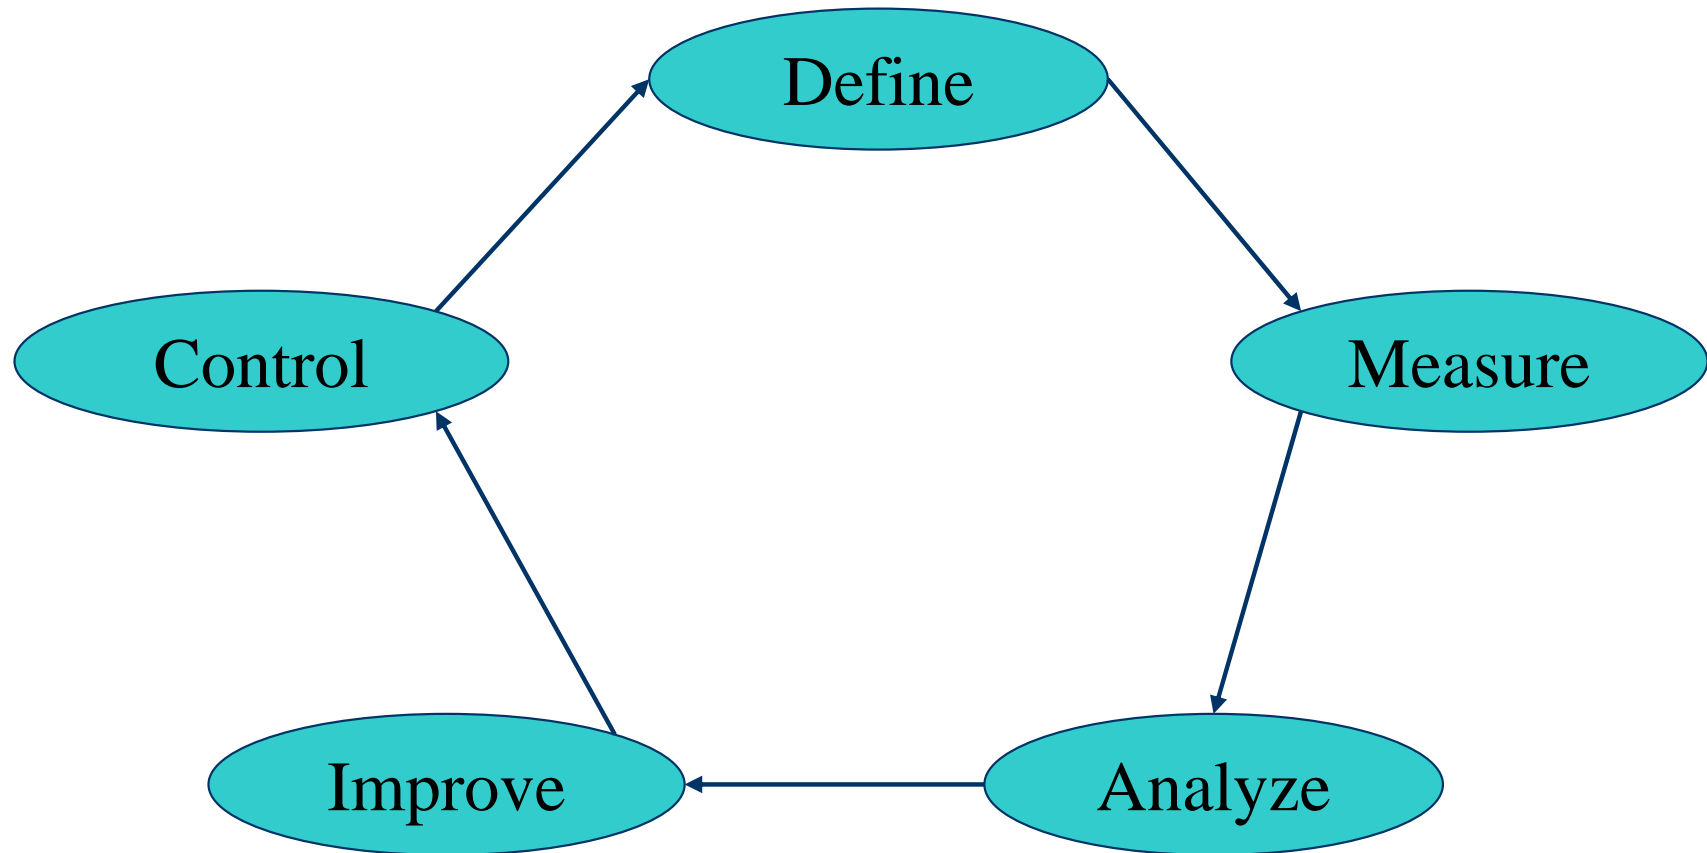 Define
Measure
Analyze
Improve
Control